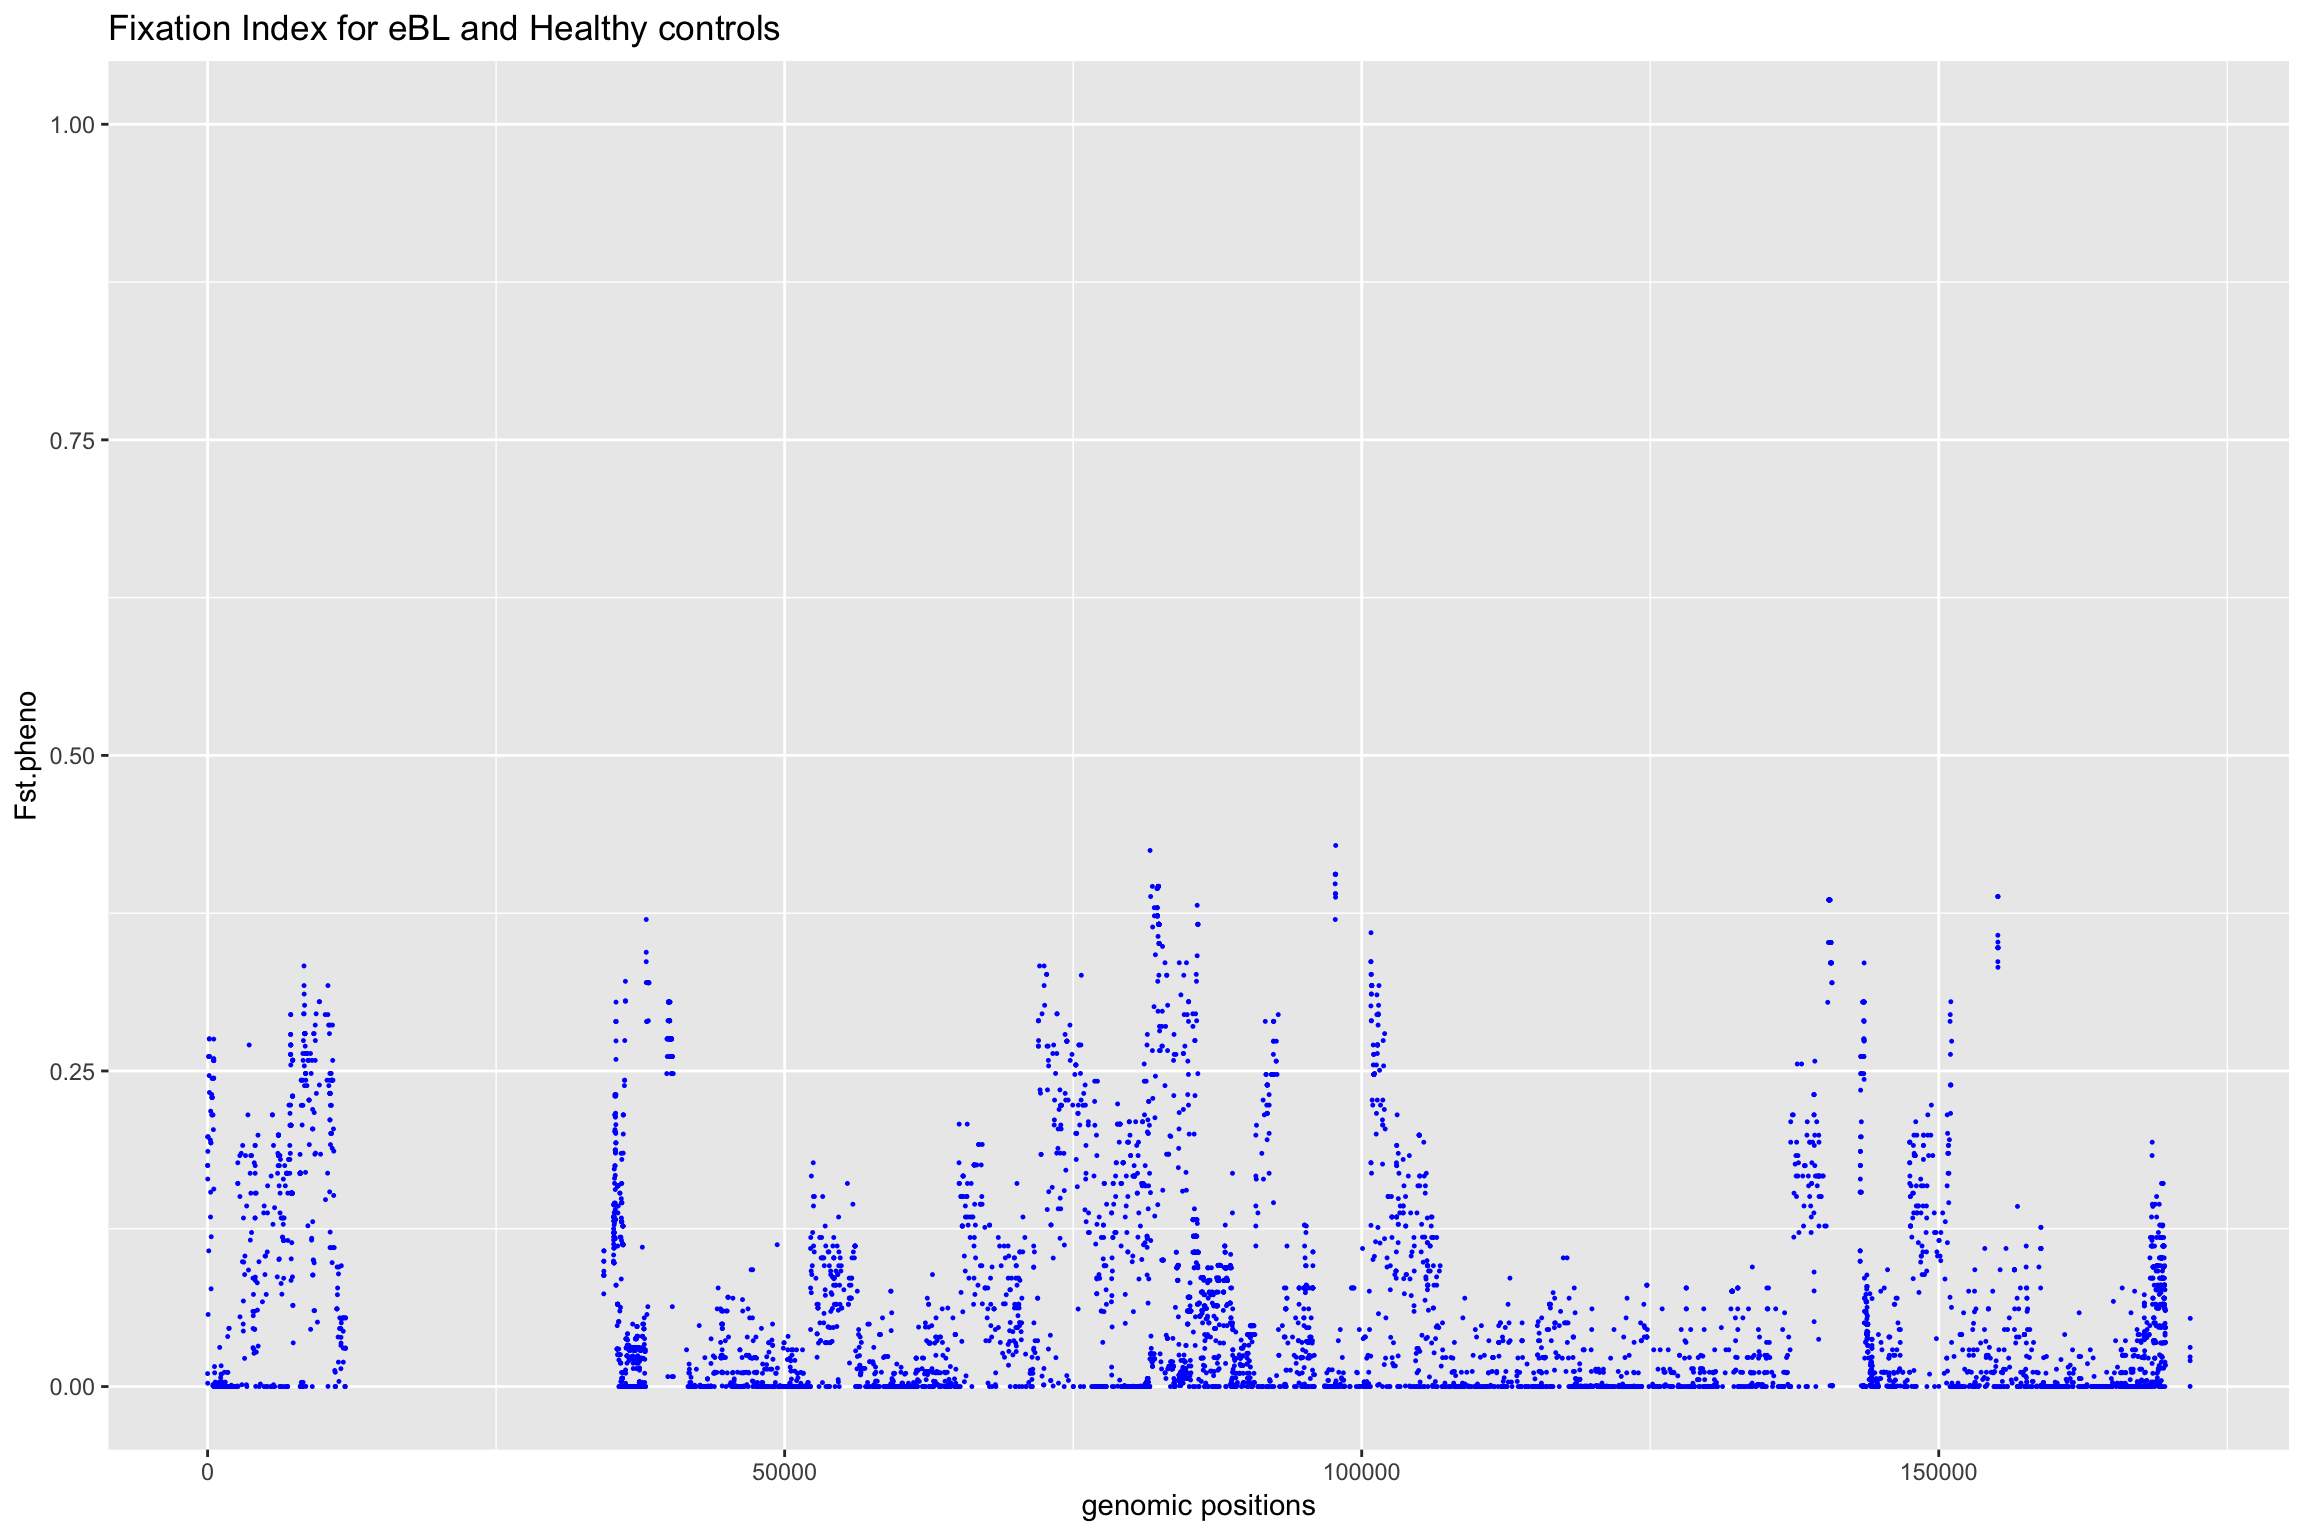 Fixation Index for eBL and Healthy controls
1.00
0.75
0.50
0.25
0.00
Fst.pheno
0 50000 100000 150000
genomic positions